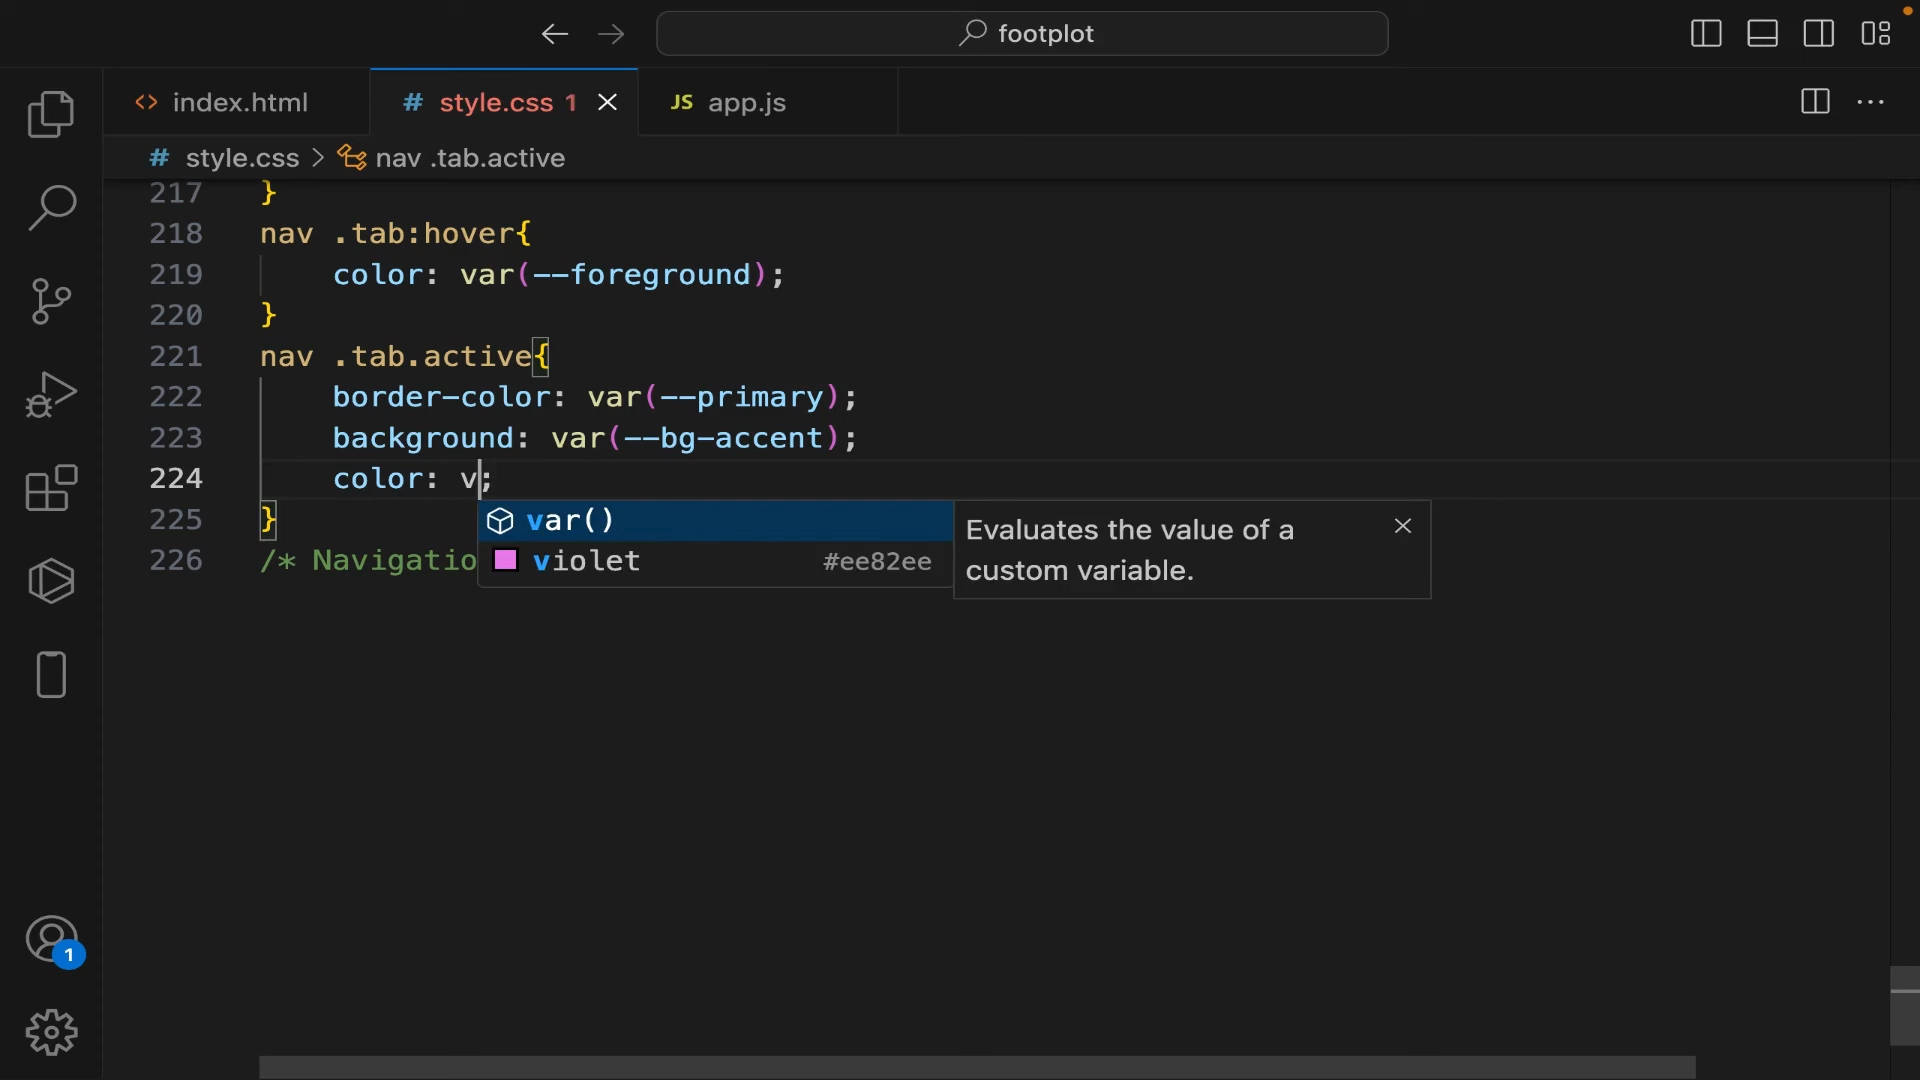 footplot
<> index.html
# style.css 1
JS app.js
# style.css > nav .tab.active
217 }
218 nav .tab:hover{
219 color: var(--foreground);
220 }
221 nav .tab.active{
222 border-color: var(--primary);
223 background: var(--bg-accent);
224 color: v;
225 }
226 /* Navigatio
var()
violet #ee82ee
Evaluates the value of a
custom variable.
1